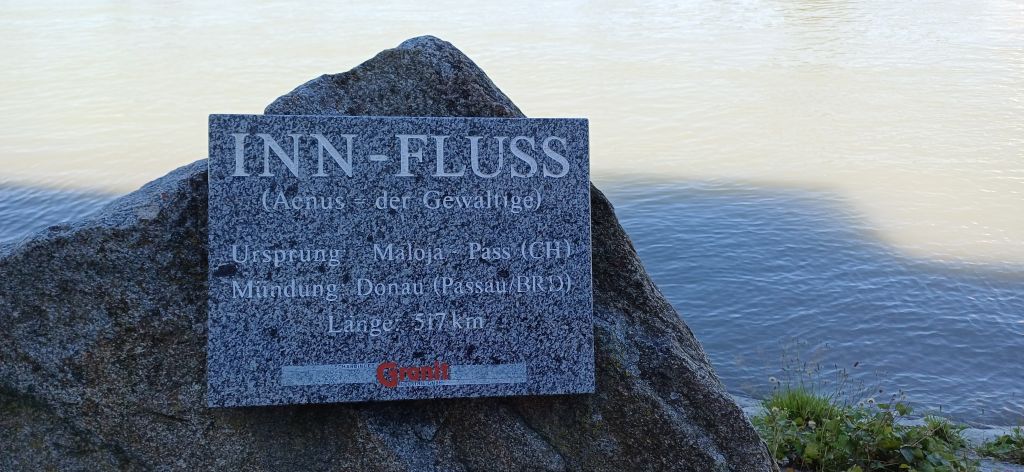 INN - FLUSS
(Aenus - der Gewaltige)
Ursprung: Maloja - Pass (CH)
Mündung: Donau (Passau/BRD)
Länge: 517 km
Granit